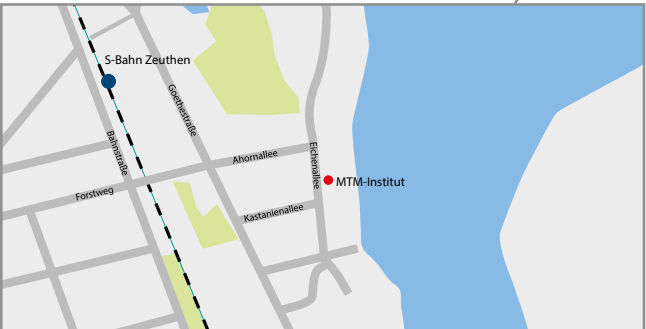 S-Bahn Zeuthen
Goethestraße
Bahnstraße
Ahornallee
Eichenallee
MTM-Institut
Forstweg
Kastanienallee